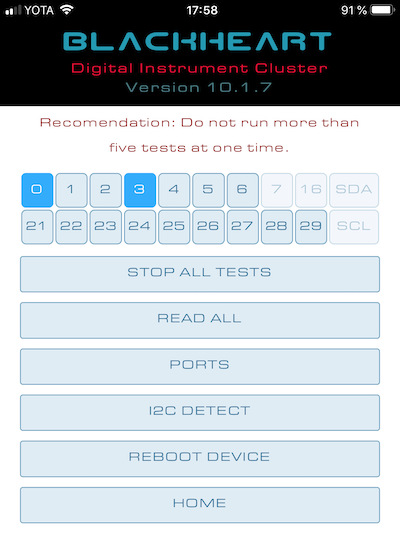 YOTA 17:58 91 %
BLACKHEART
Digital Instrument Cluster
Version 10.1.7
Recomendation: Do not run more than
five tests at one time.
0 1 2 3 4 5 6 7 16 SDA
21 22 23 24 25 26 27 28 29 SCL
STOP ALL TESTS
READ ALL
PORTS
I2C DETECT
REBOOT DEVICE
HOME